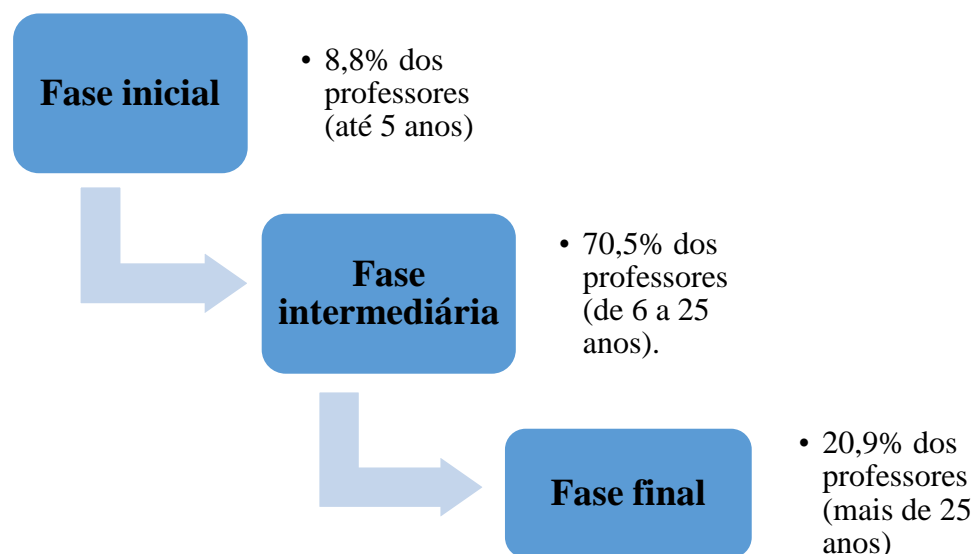 Fase inicial
• 8,8% dos
professores
(até 5 anos)
Fase
intermediária
• 70,5% dos
professores
(de 6 a 25
anos).
Fase final
• 20,9% dos
professores
(mais de 25
anos)